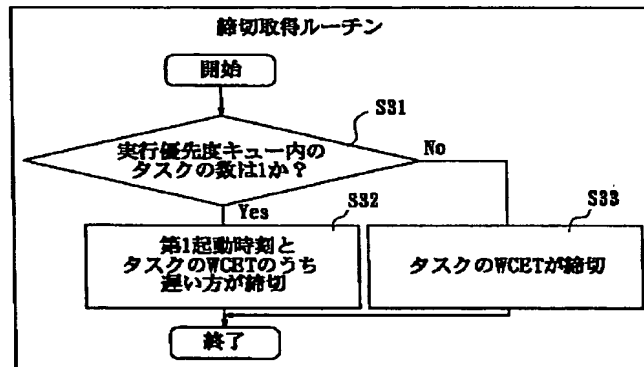 締切取得ルーチン
開始
S31
実行優先度キュー内の
タスクの数は1か？
No
Yes
S32
第1起動時刻と
タスクのWCETのうち
遅い方が締切
S33
タスクのWCETが締切
終了